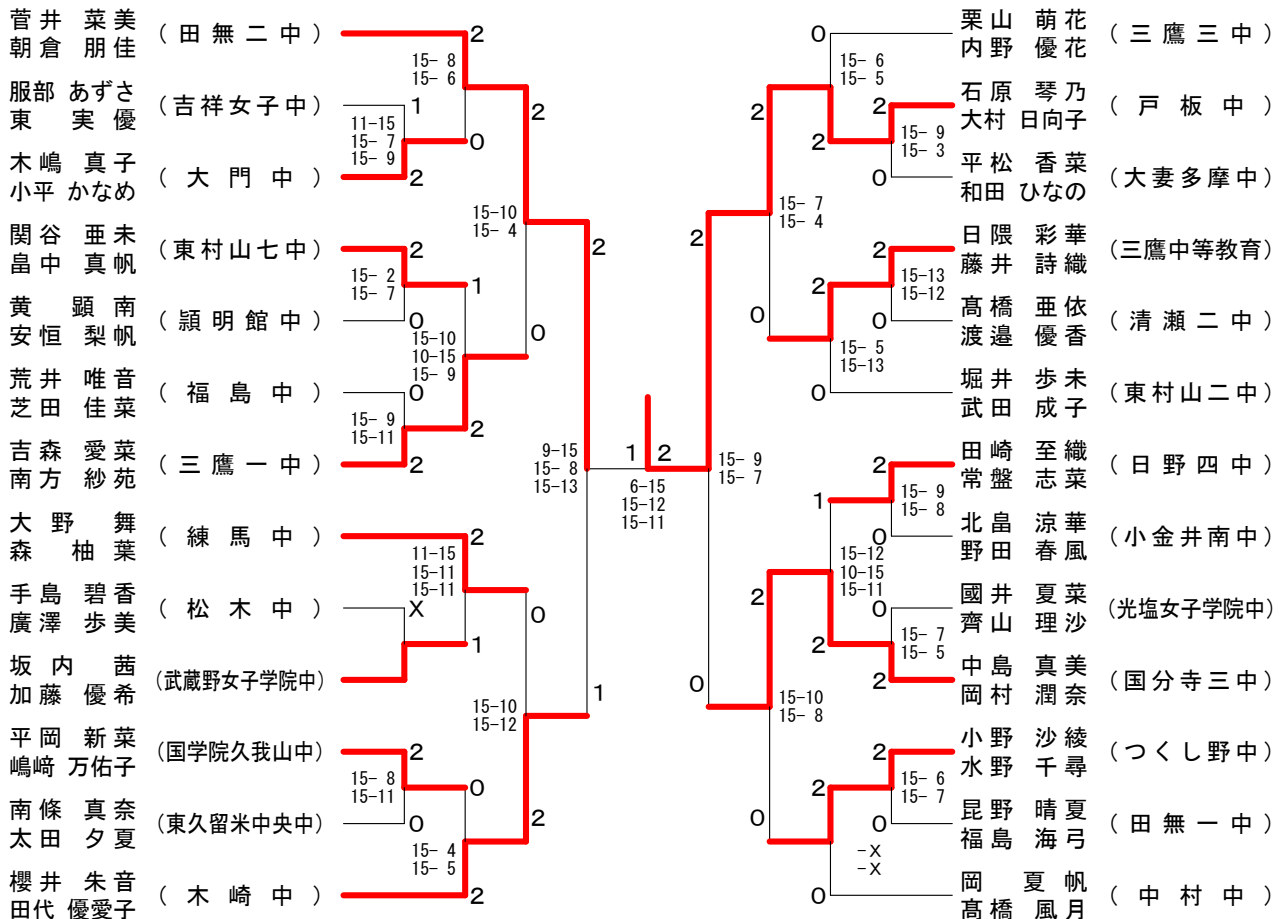 菅井 菜美
朝倉 朋佳
(田無二中)
服部 あずさ
東 実優
(吉祥女子中)
木嶋 真子
小平 かなめ
(大門中)
関谷 亜未
畠中 真帆
(東村山七中)
黄 顕南
安恒 梨帆
(頴明館中)
荒井 唯音
芝田 佳菜
(福島中)
吉森 愛菜
南方 紗苑
(三鷹一中)
大野 舞
森 柚葉
(練馬中)
手島 碧香
廣澤 歩美
(松木中)
坂内 茜
加藤 優希
(武蔵野女子学院中)
平岡 新菜
嶋﨑 万佑子
(国学院久我山中)
南條 真奈
太田 夕夏
(東久留米中央中)
櫻井 朱音
田代 優愛子
(木崎中)
2
15- 8
15- 6
1
11-15
15- 7
15- 9
0
2
2
15-10
15- 4
2
15- 2
15- 7
0
1
15-10
10-15
15- 9
0
0
15- 9
15-11
2
2
2
9-15
15- 8
15-13
2
11-15
15-11
15-11
X
1
0
15-10
15-12
1
2
15- 8
15-11
0
0
15- 4
15- 5
2
2
1
2
6-15
15-12
15-11
0
15- 6
15- 5
2
2
15- 9
15- 3
0
2
15- 7
15- 4
2
2
15-13
15-12
0
2
0
15- 5
15-13
0
15- 9
15- 7
2
15- 9
15- 8
0
1
15-12
10-15
15-11
2
0
15- 7
15- 5
2
2
0
15-10
15- 8
2
15- 6
15- 7
0
2
0
-X
-X
0
栗山 萌花
内野 優花
(三鷹三中)
石原 琴乃
大村 日向子
(戸板中)
平松 香菜
和田 ひなの
(大妻多摩中)
日隈 彩華
藤井 詩織
(三鷹中等教育)
髙橋 亜依
渡邉 優香
(清瀬二中)
堀井 歩未
武田 成子
(東村山二中)
田崎 至織
常盤 志菜
(日野四中)
北畠 涼華
野田 春風
(小金井南中)
國井 夏菜
齊山 理沙
(光塩女子学院中)
中島 真美
岡村 潤奈
(国分寺三中)
小野 沙綾
水野 千尋
(つくし野中)
昆野 晴夏
福島 海弓
(田無一中)
岡 夏帆
髙橋 風月
(中村中)